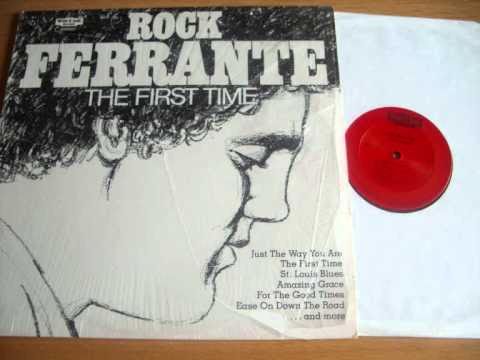 ROCK
FERRANTE
THE FIRST TIME
Just The Way You Are
The First Time
St. Louis Blues
Amazing Grace
For The Good Times
Ease On Down The Road
. . . and more